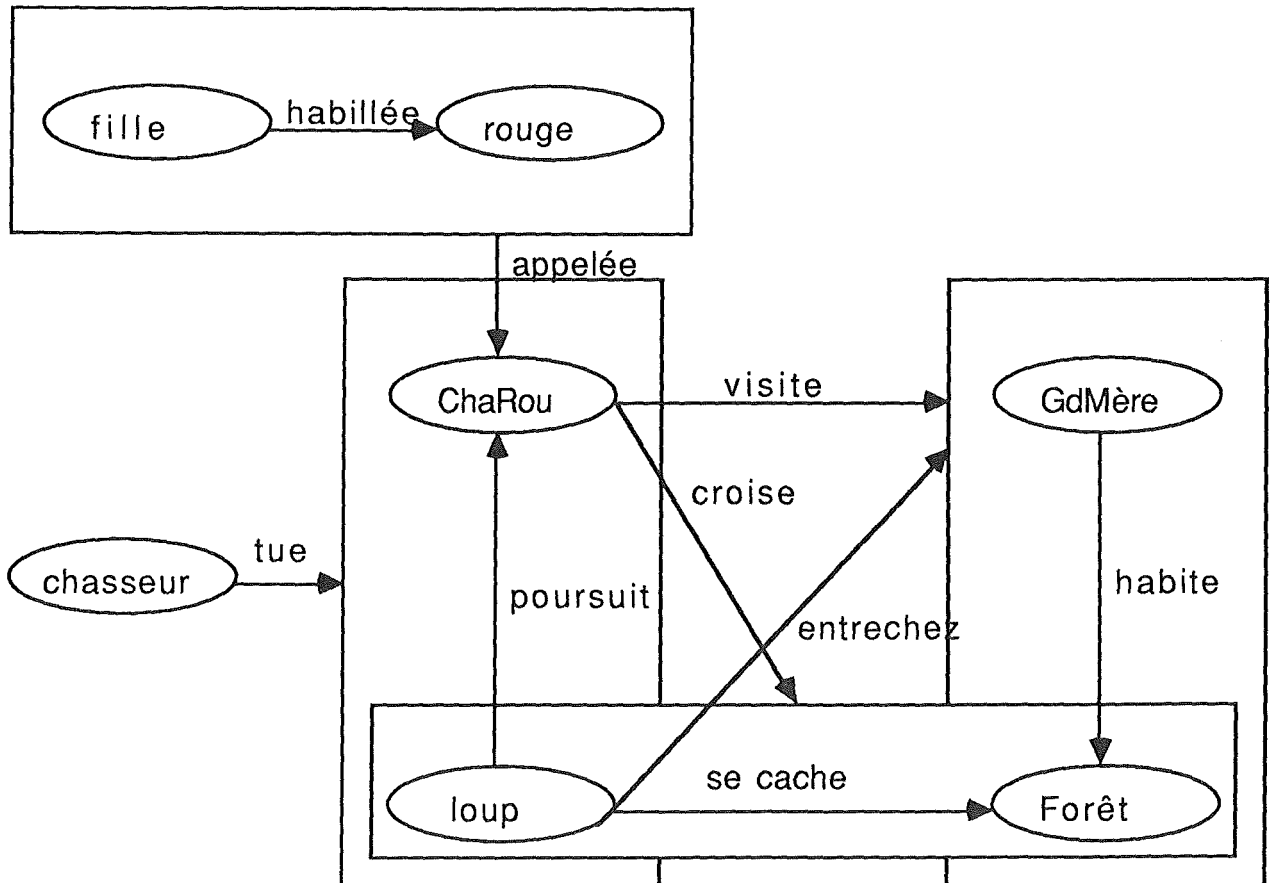 fille
habillée
rouge
appelée
ChaRou
visite
GdMère
croise
chasseur
tue
poursuit
entrechez
habite
loup
se cache
Forêt